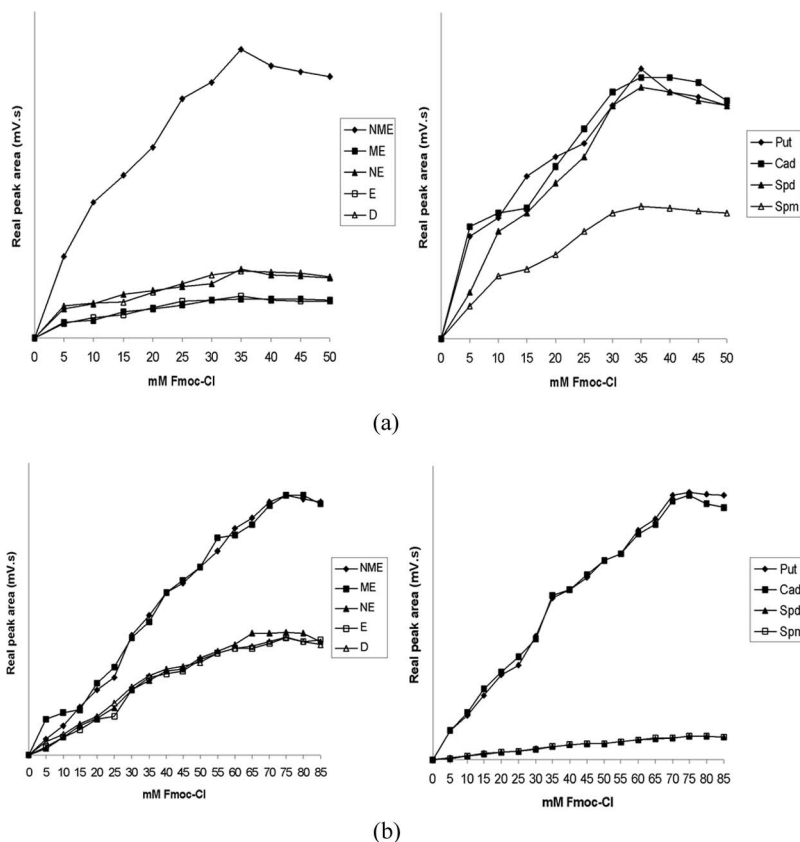 Real peak area (mV.s)
NME
ME
NE
E
D
0 5 10 15 20 25 30 35 40 45 50
mM Fmoc-Cl
Real peak area (mV.s)
Put
Cad
Spd
Spm
0 5 10 15 20 25 30 35 40 45 50
mM Fmoc-Cl
(a)
Real peak area (mV.s)
NME
ME
NE
E
D
0 5 10 15 20 25 30 35 40 45 50 55 60 65 70 75 80 85
mM Fmoc-Cl
Real peak area (mV.s)
Put
Cad
Spd
Spm
0 5 10 15 20 25 30 35 40 45 50 55 60 65 70 75 80 85
mM Fmoc-Cl
(b)